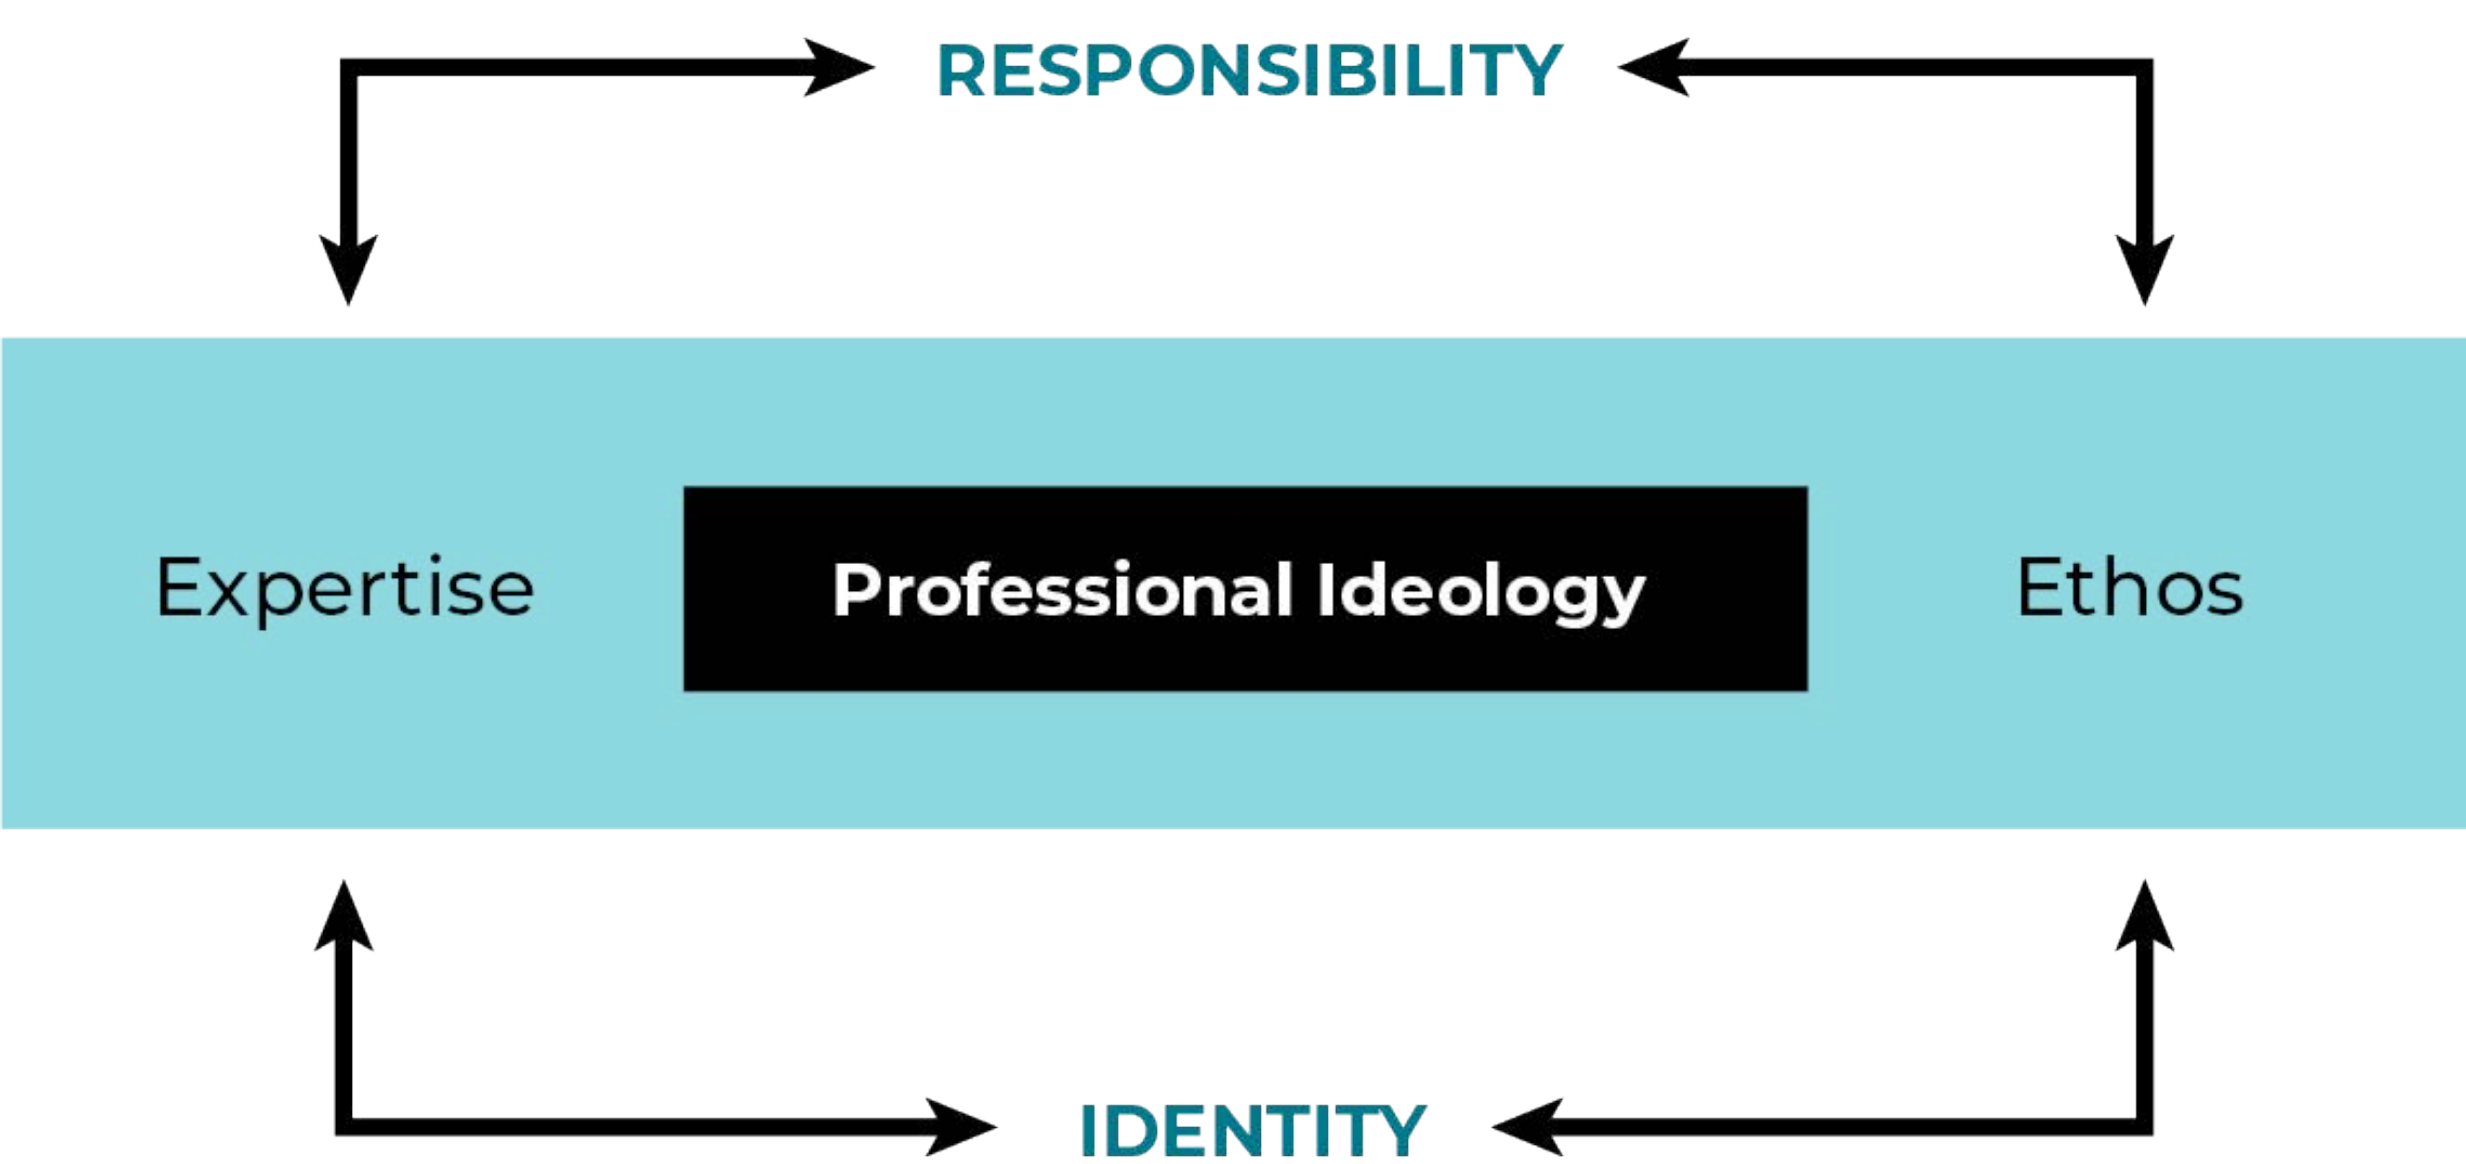 RESPONSIBILITY
Expertise
Professional Ideology
Ethos
IDENTITY